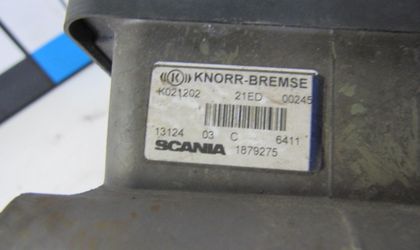 KNORR-BREMSE
K021202 21ED 00245
13124 03 C 6411
SCANIA 1879275